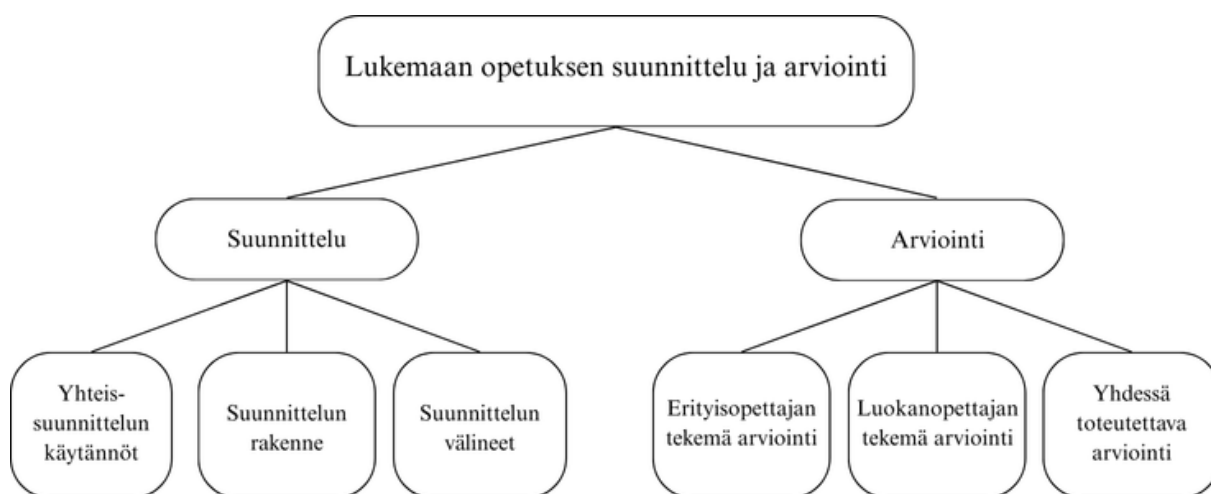 Lukemaan opetuksen suunnittelu ja arviointi
Suunnittelu
Arviointi
Yhteis-
suunnittelun
käytännöt
Suunnittelun
rakenne
Suunnittelun
välineet
Erityisopettajan
tekemä arviointi
Luokanopettajan
tekemä arviointi
Yhdessä
toteutettava
arviointi